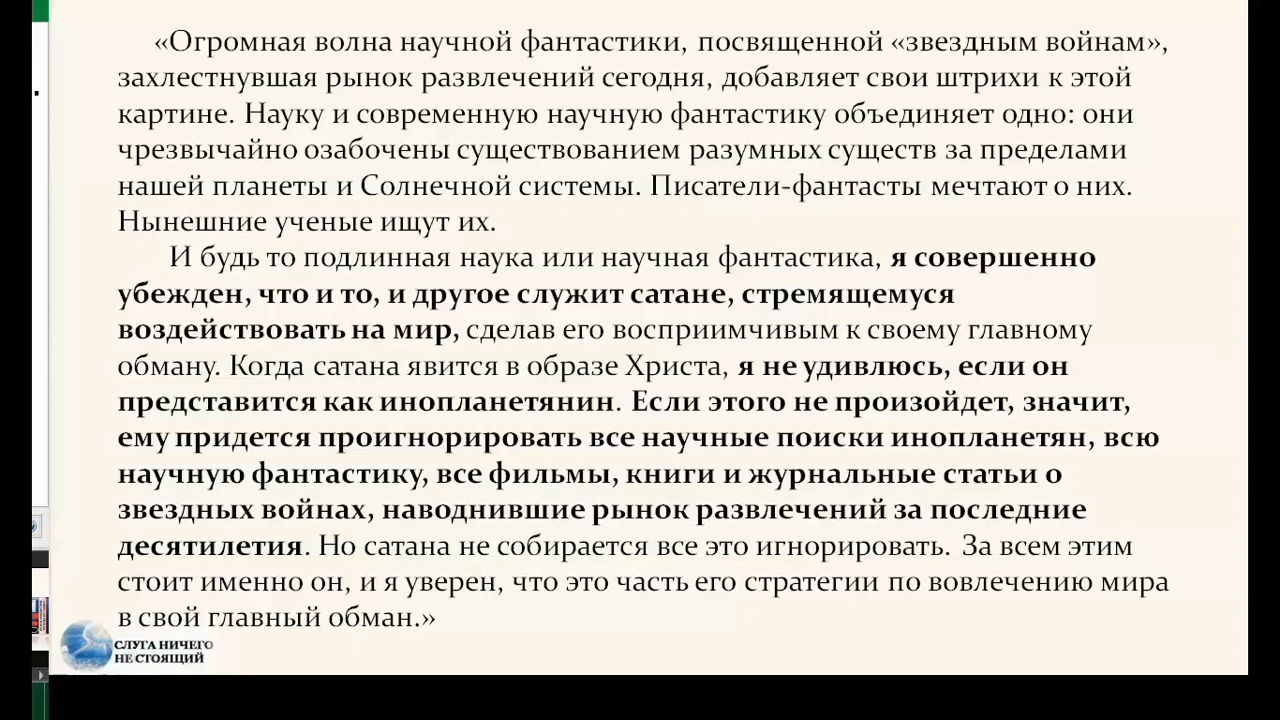 «Огромная волна научной фантастики, посвященной «звездным войнам»,
захлестнувшая рынок развлечений сегодня, добавляет свои штрихи к этой
картине. Науку и современную научную фантастику объединяет одно: они
чрезвычайно озабочены существованием разумных существ за пределами
нашей планеты и Солнечной системы. Писатели-фантасты мечтают о них.
Нынешние ученые ищут их.
И будь то подлинная наука или научная фантастика, я совершенно
убежден, что и то, и другое служит сатане, стремящемуся
воздействовать на мир, сделав его восприимчивым к своему главному
обману. Когда сатана явится в образе Христа, я не удивлюсь, если он
представится как инопланетянин. Если этого не произойдет, значит,
ему придется проигнорировать все научные поиски инопланетян, всю
научную фантастику, все фильмы, книги и журнальные статьи о
звездных войнах, наводнившие рынок развлечений за последние
десятилетия. Но сатана не собирается все это игнорировать. За всем этим
стоит именно он, и я уверен, что это часть его стратегии по вовлечению мира
в свой главный обман.»
СЛУГА НИЧЕГО
НЕ СТОЯЩИЙ